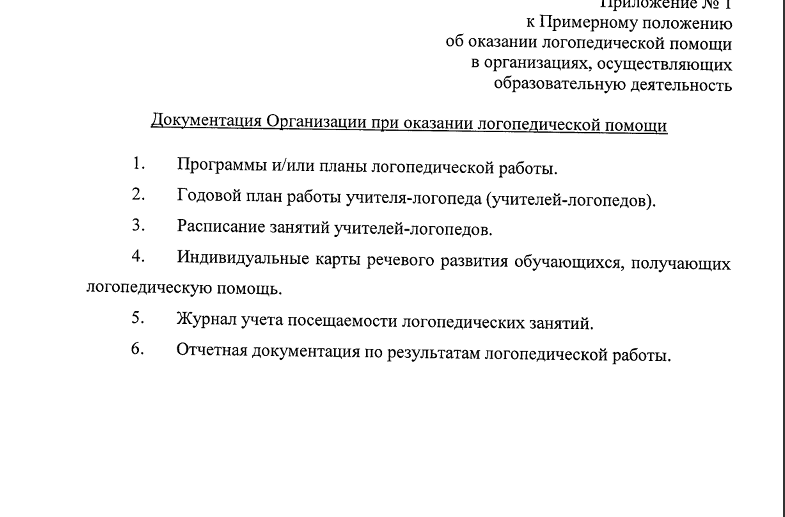 Приложение № 1
к Примерному положению
об оказании логопедической помощи
в организациях, осуществляющих
образовательную деятельность
Документация Организации при оказании логопедической помощи
1. Программы и/или планы логопедической работы.
2. Годовой план работы учителя-логопеда (учителей-логопедов).
3. Расписание занятий учителей-логопедов.
4. Индивидуальные карты речевого развития обучающихся, получающих
логопедическую помощь.
5. Журнал учета посещаемости логопедических занятий.
6. Отчетная документация по результатам логопедической работы.